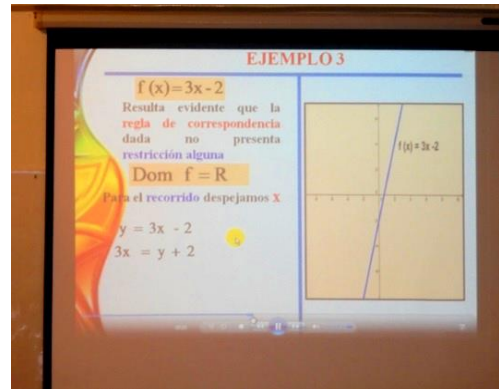 EJEMPLO 3
f (x)=3x-2
Resulta evidente que la
regla de correspondencia
dada no presenta
restricción alguna
Dom f = R
Para el recorrido despejamos X
y = 3x - 2
3x = y + 2
f (x) = 3x -2